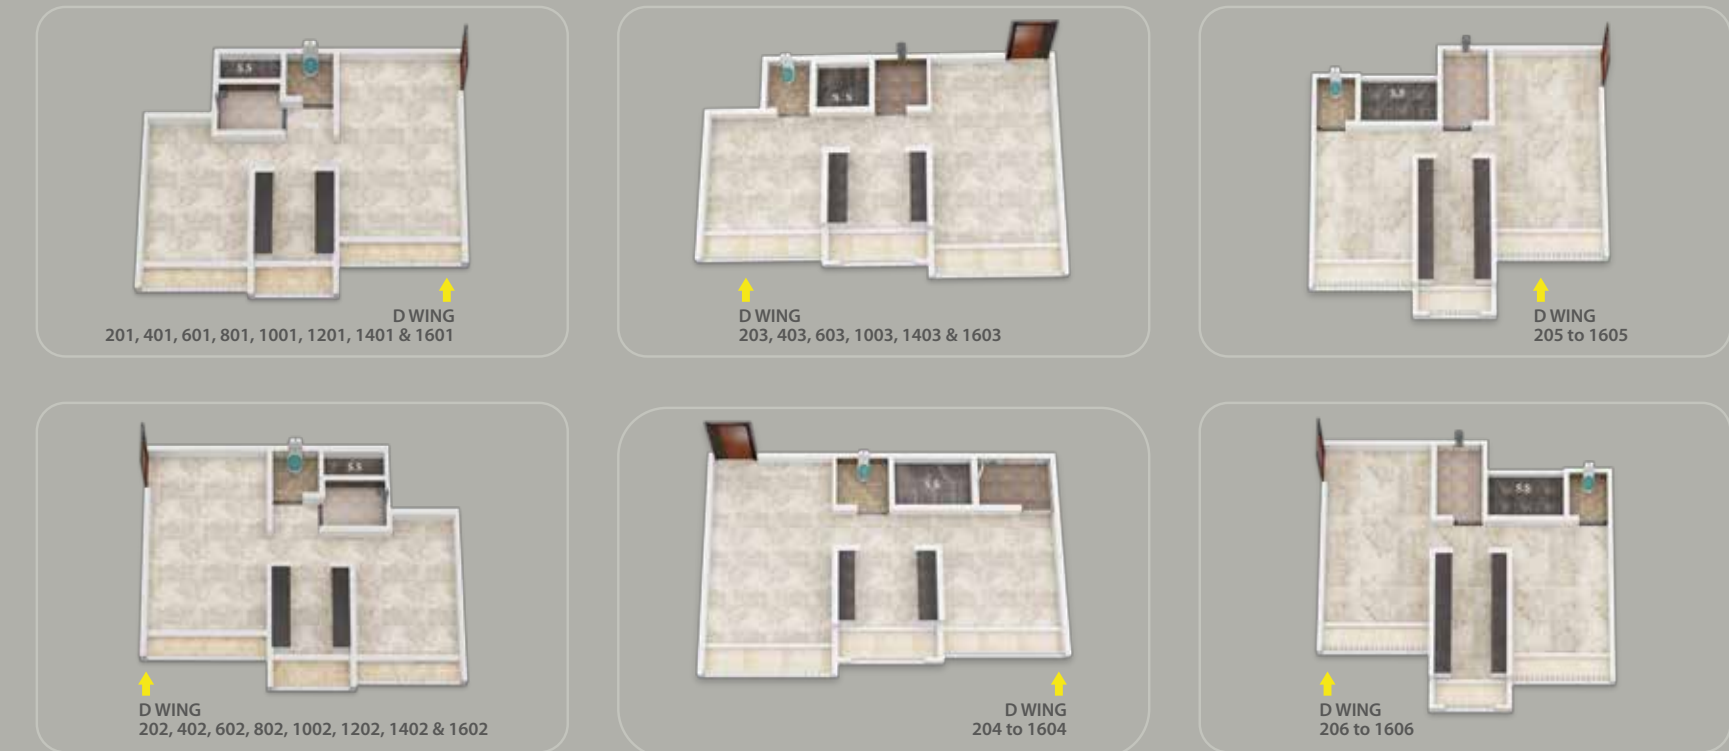 S.S
D WING
201, 401, 601, 801, 1001, 1201, 1401 & 1601
S.S
D WING
203, 403, 603, 1003, 1403 & 1603
S.S
D WING
205 to 1605
S.S
D WING
202, 402, 602, 802, 1002, 1202, 1402 & 1602
S.S
D WING
204 to 1604
S.S
D WING
206 to 1606